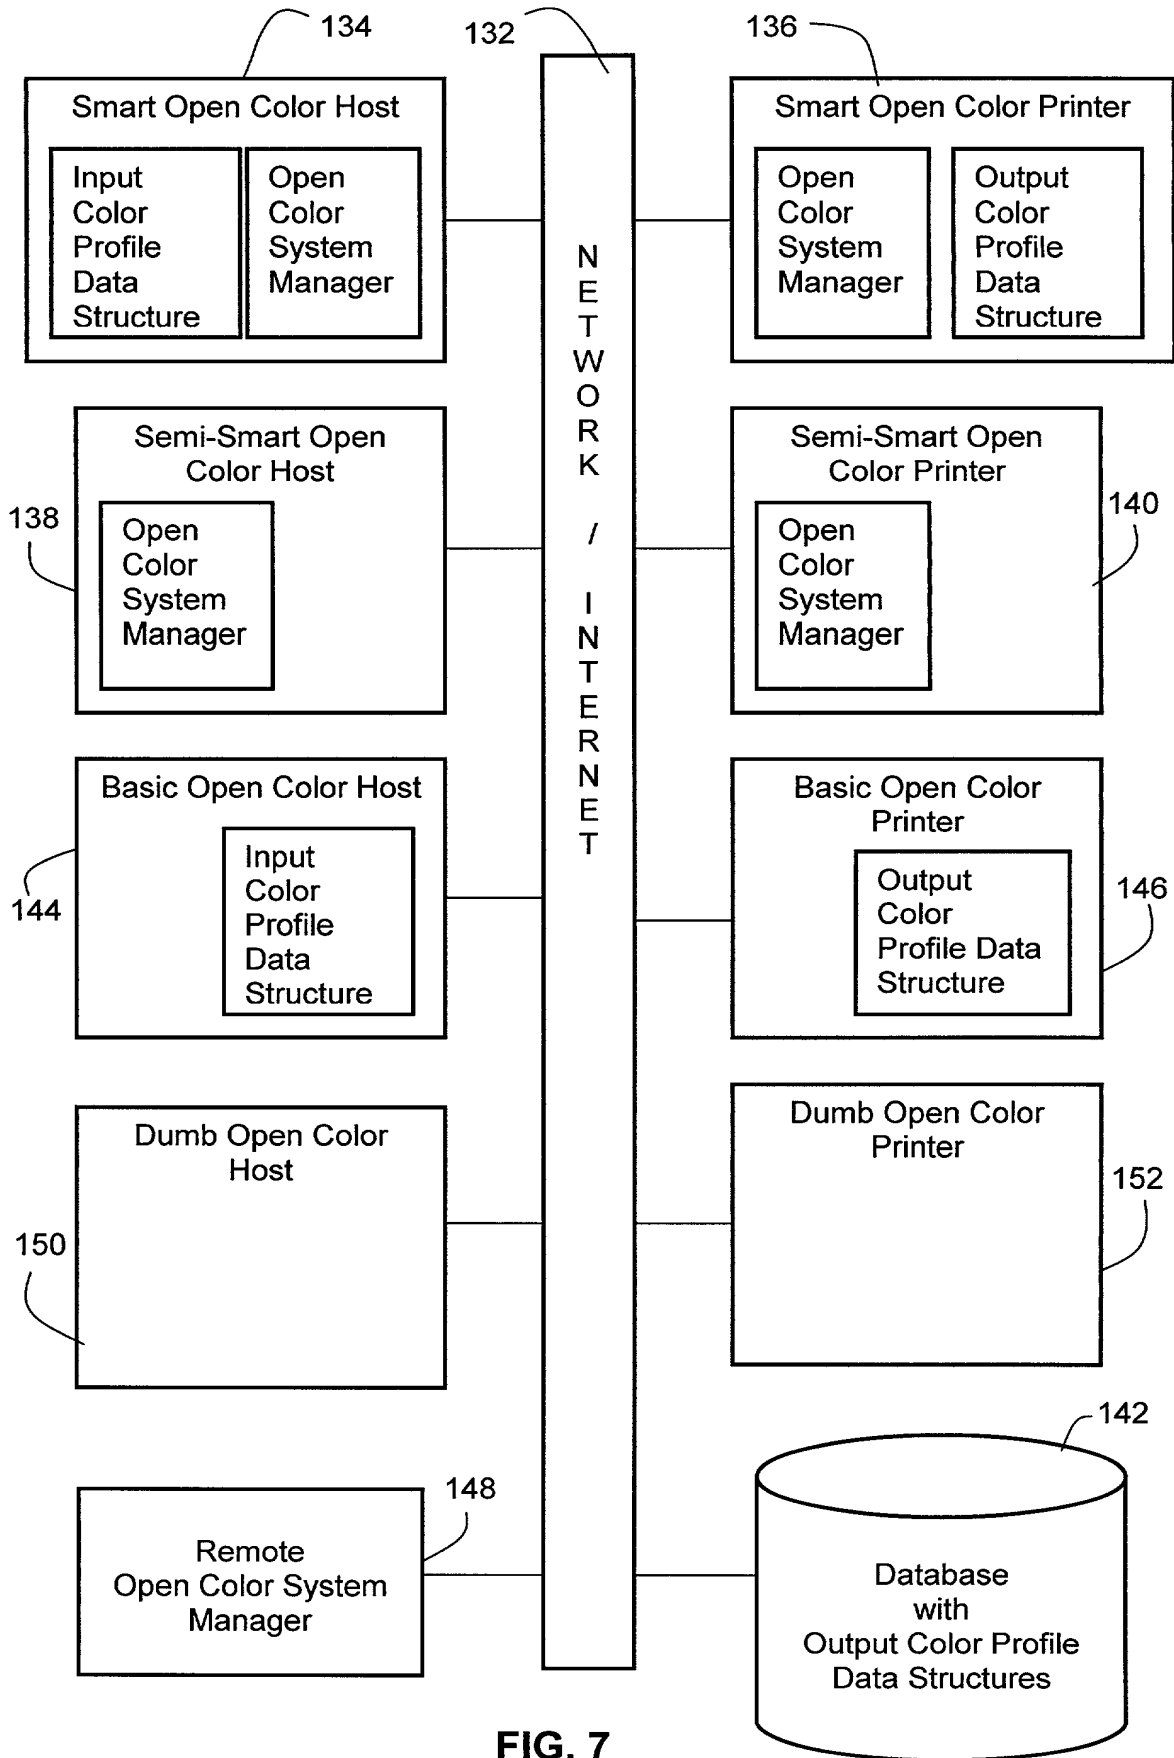 134
132
136
Smart Open Color Host
Input
Color
Profile
Data
Structure
Open
Color
System
Manager
Smart Open Color Printer
Open
Color
System
Manager
Output
Color
Profile
Data
Structure
NETWORK / INTERNET
Semi-Smart Open
Color Host
138
Open
Color
System
Manager
Semi-Smart Open
Color Printer
140
Open
Color
System
Manager
Basic Open Color Host
144
Input
Color
Profile
Data
Structure
Basic Open Color
Printer
146
Output
Color
Profile Data
Structure
Dumb Open Color
Host
150
Dumb Open Color
Printer
152
148
Remote
Open Color System
Manager
142
Database
with
Output Color Profile
Data Structures
FIG. 7